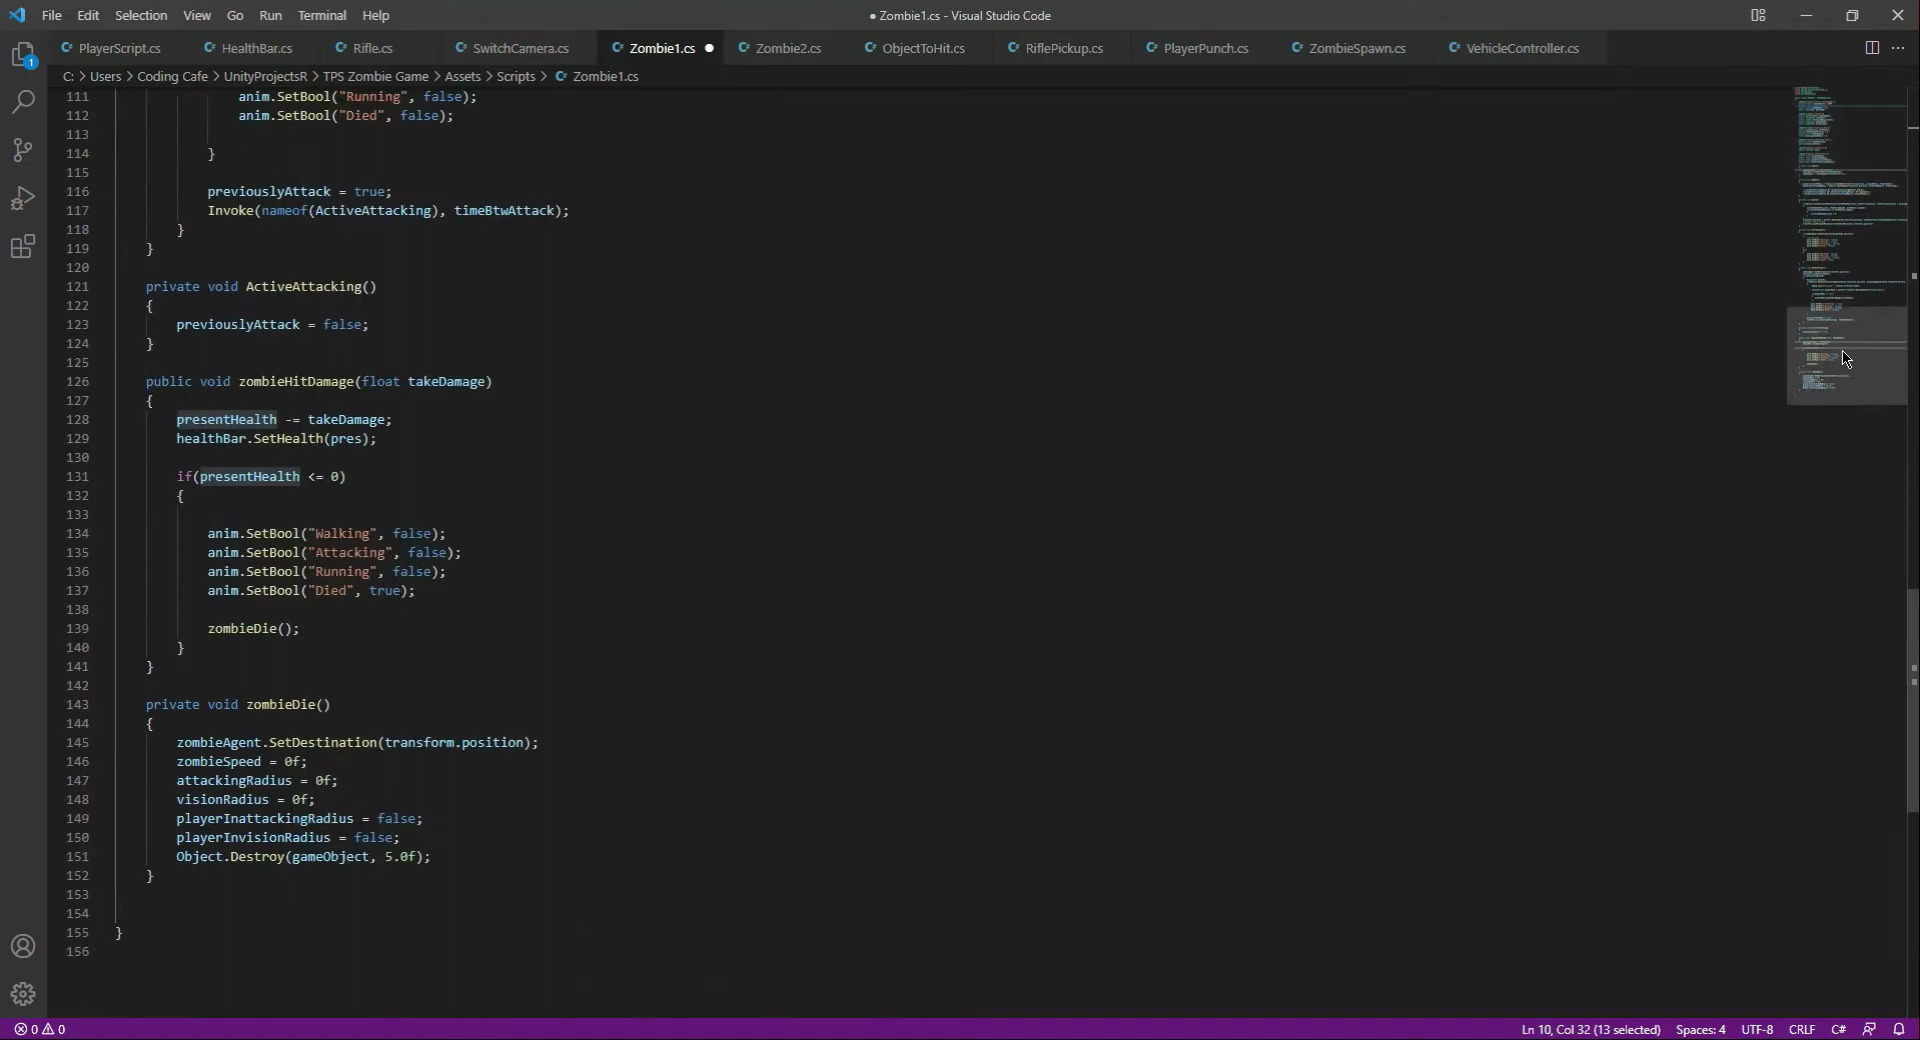 File Edit Selection View Go Run Terminal Help ● Zombie1.cs - Visual Studio Code
PlayerScript.cs HealthBar.cs Rifle.cs SwitchCamera.cs Zombie1.cs Zombie2.cs ObjectToHit.cs RiflePickup.cs PlayerPunch.cs ZombieSpawn.cs VehicleController.cs
C: > Users > Coding Cafe > UnityProjectsR > TPS Zombie Game > Assets > Scripts > Zombie1.cs
1
111 anim.SetBool("Running", false);
112 anim.SetBool("Died", false);
113
114 }
115
116 previouslyAttack = true;
117 Invoke(nameof(ActiveAttacking), timeBtwAttack);
118 }
119 }
120
121 private void ActiveAttacking()
122 {
123 previouslyAttack = false;
124 }
125
126 public void zombieHitDamage(float takeDamage)
127 {
128 presentHealth -= takeDamage;
129 healthBar.SetHealth(pres);
130
131 if(presentHealth <= 0)
132 {
133
134 anim.SetBool("Walking", false);
135 anim.SetBool("Attacking", false);
136 anim.SetBool("Running", false);
137 anim.SetBool("Died", true);
138
139 zombieDie();
140 }
141 }
142
143 private void zombieDie()
144 {
145 zombieAgent.SetDestination(transform.position);
146 zombieSpeed = 0f;
147 attackingRadius = 0f;
148 visionRadius = 0f;
149 playerInattackingRadius = false;
150 playerInvisionRadius = false;
151 Object.Destroy(gameObject, 5.0f);
152 }
153
154
155 }
156
0 0 Ln 10, Col 32 (13 selected) Spaces: 4 UTF-8 CRLF C#